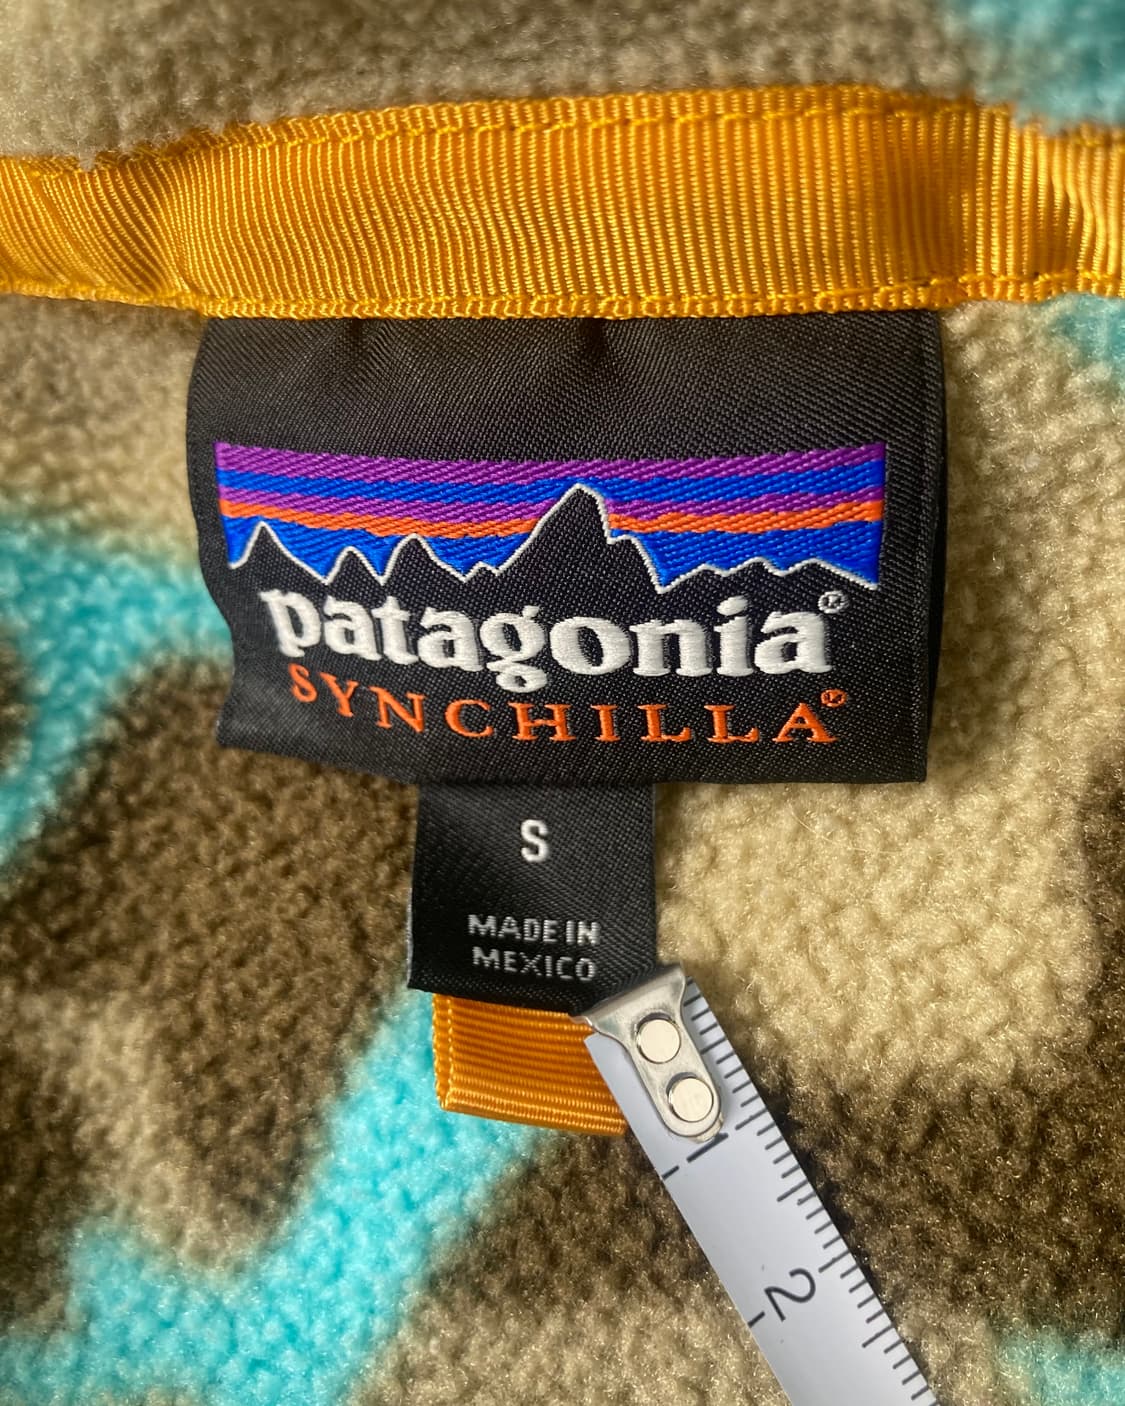 patagonia®
SYNCHILLA®
S
MADE IN
MEXICO
1
2